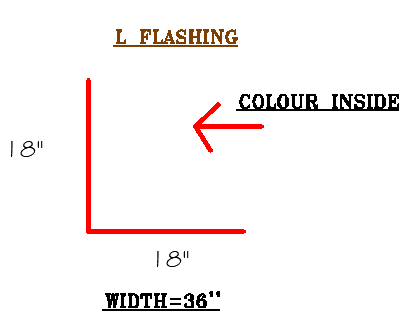 L FLASHING
COLOUR INSIDE
18"
18"
WIDTH=36"